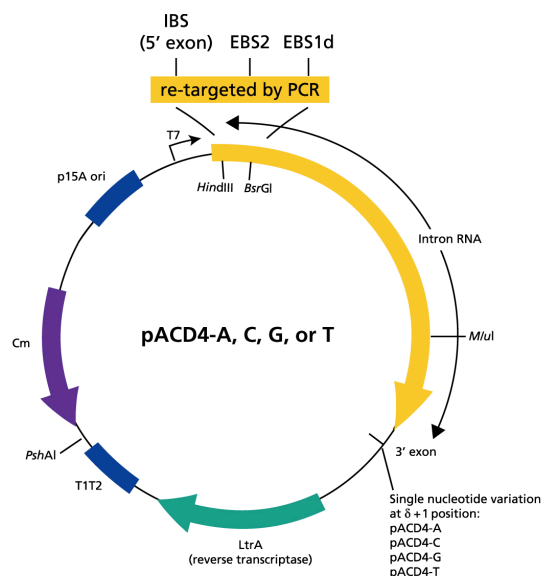 IBS
(5’ exon)
EBS2
EBS1d
re-targeted by PCR
T7
p15A ori
HindIII
BsrGI
Intron RNA
pACD4-A, C, G, or T
Cm
MluI
PshAI
3’ exon
T1T2
Single nucleotide variation
at δ +1 position:
pACD4-A
pACD4-C
pACD4-G
pACD4-T
LtrA
(reverse transcriptase)